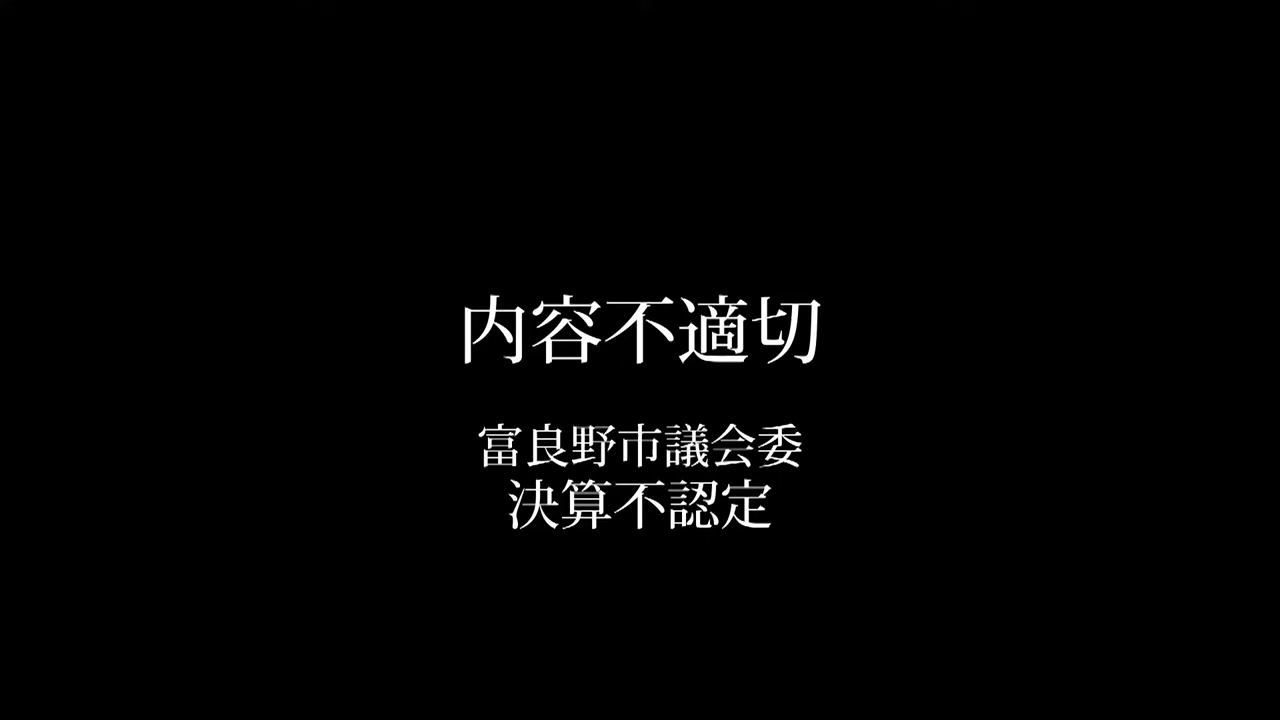 内容不適切
富良野市議会委
決算不認定